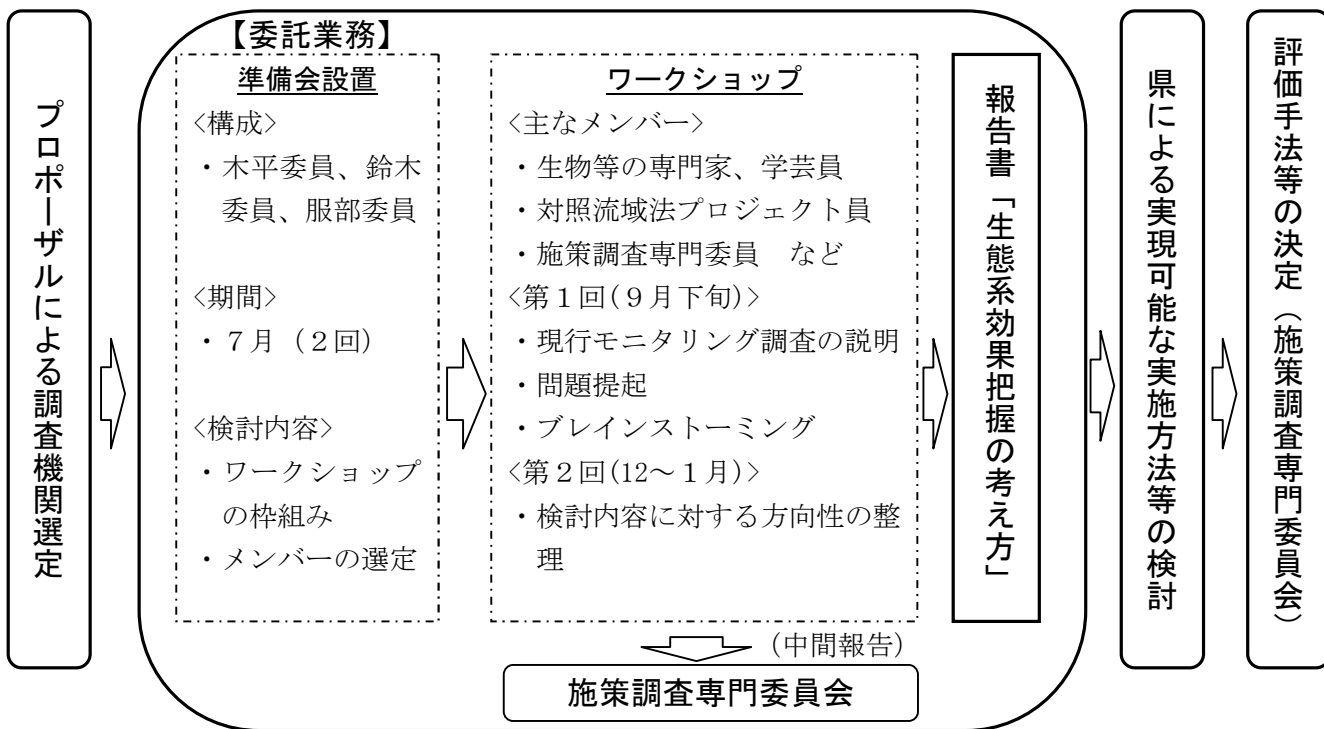 プロポーザルによる調査機関選定
【委託業務】
準備会設置
<構成>
・木平委員、鈴木
委員、服部委員
<期間>
・７月（２回）
<検討内容>
・ワークショップ
の枠組み
・メンバーの選定
ワークショップ
<主なメンバー>
・生物等の専門家、学芸員
・対照流域法プロジェクト員
・施策調査専門委員　など
<第１回(９月下旬)>
・現行モニタリング調査の説明
・問題提起
・ブレインストーミング
<第２回(12～１月)>
・検討内容に対する方向性の整
理
報告書「生態系効果把握の考え方」
（中間報告）
施策調査専門委員会
県による実現可能な実施方法等の検討
評価手法等の決定（施策調査専門委員会）